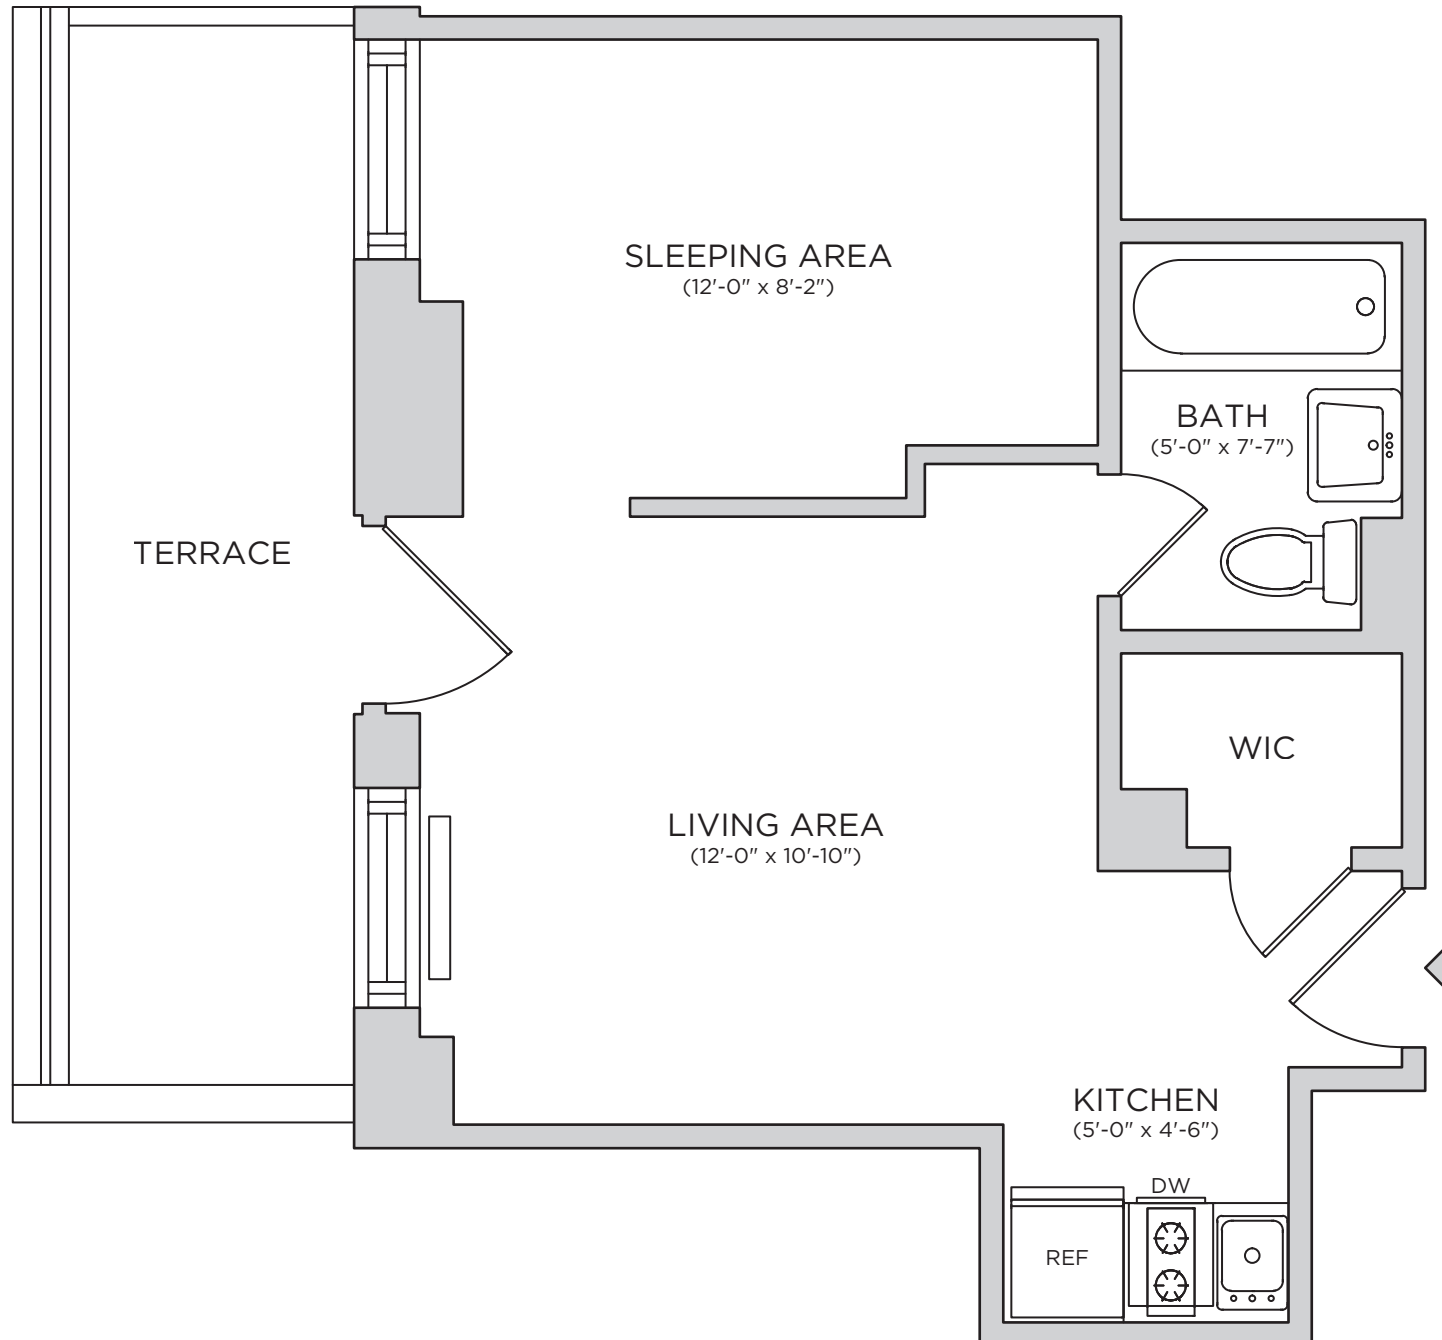 SLEEPING AREA
(12'-0" x 8'-2")
BATH
(5'-0" x 7'-7")
TERRACE
WIC
LIVING AREA
(12'-0" x 10'-10")
KITCHEN
(5'-0" x 4'-6")
DW
REF